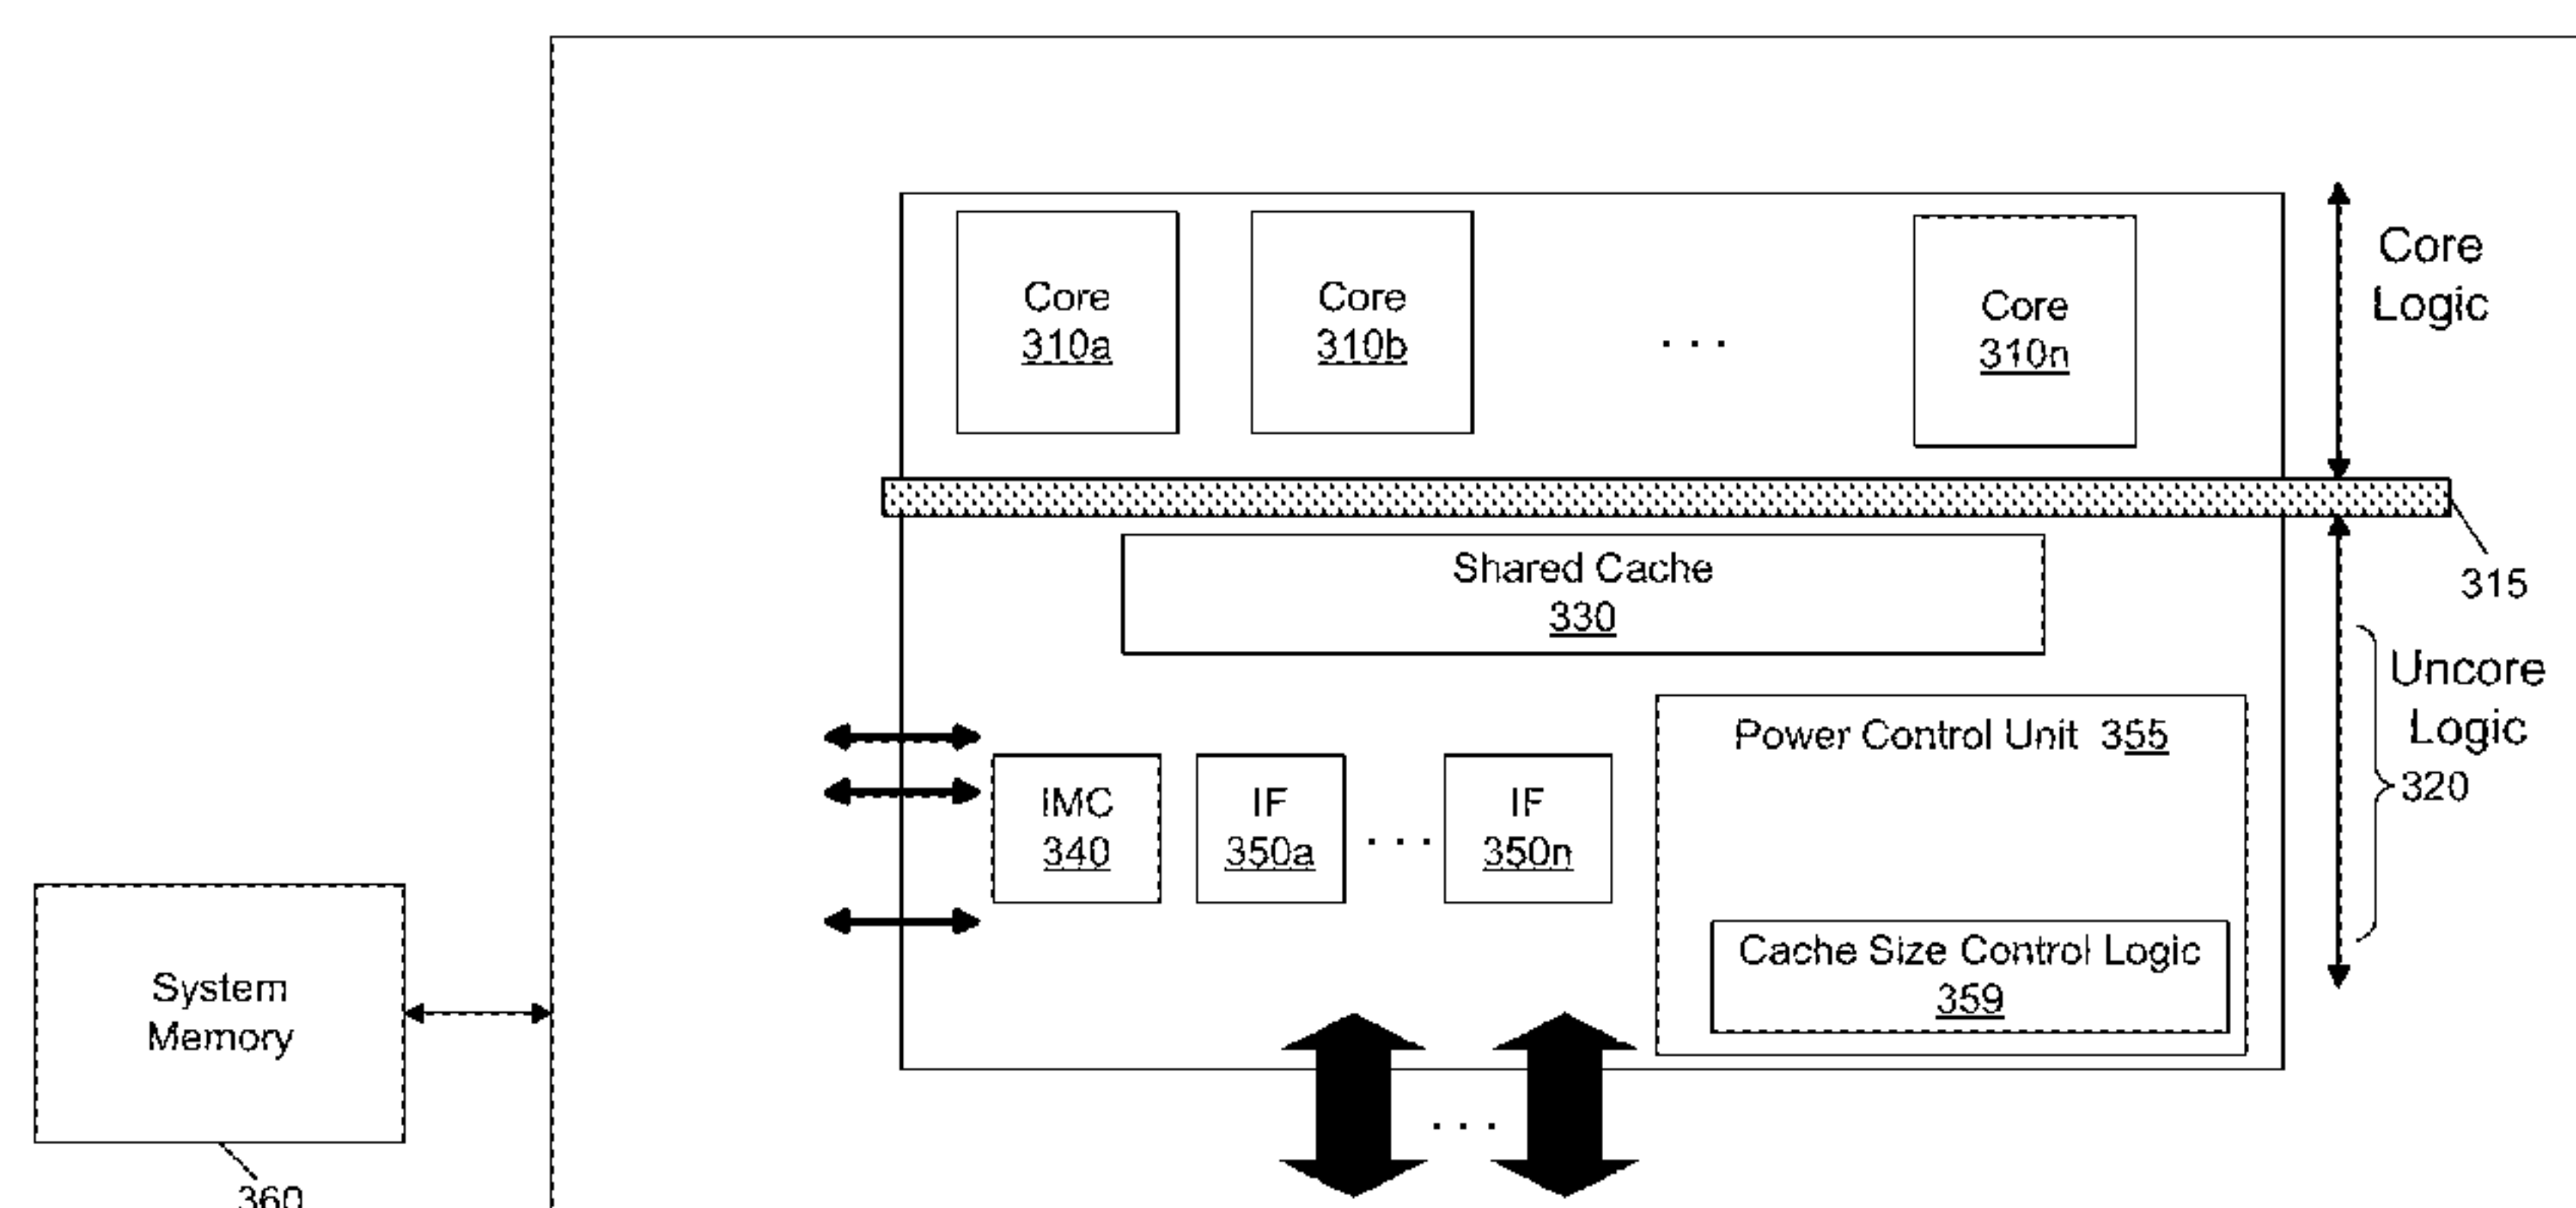 Core
310a
Core
310b
. . .
Core
310n
Core
Logic
315
Shared Cache
330
Uncore
Logic
320
Power Control Unit 355
IMC
340
IF
350a
. . .
IF
350n
Cache Size Control Logic
359
System
Memory
360
. . .